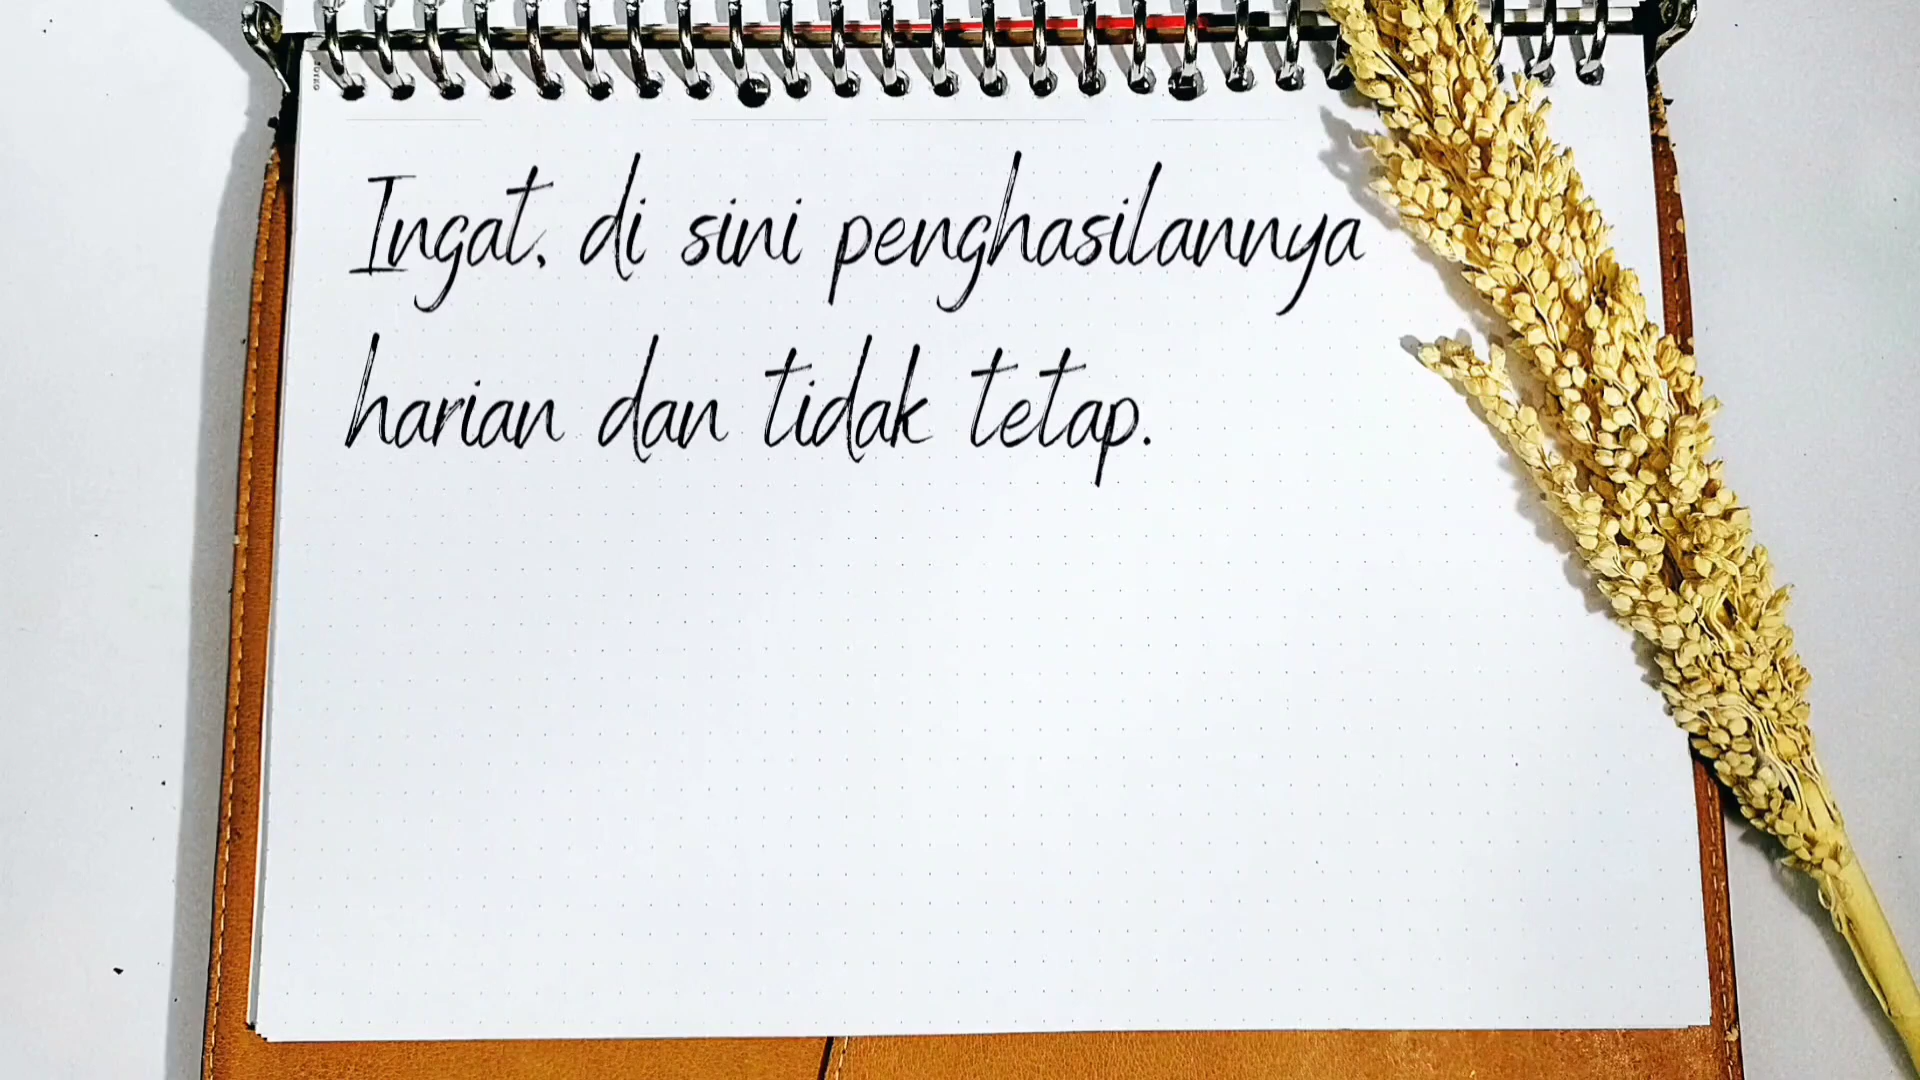 Ingat, di sini penghasilannya
harian dan tidak tetap.